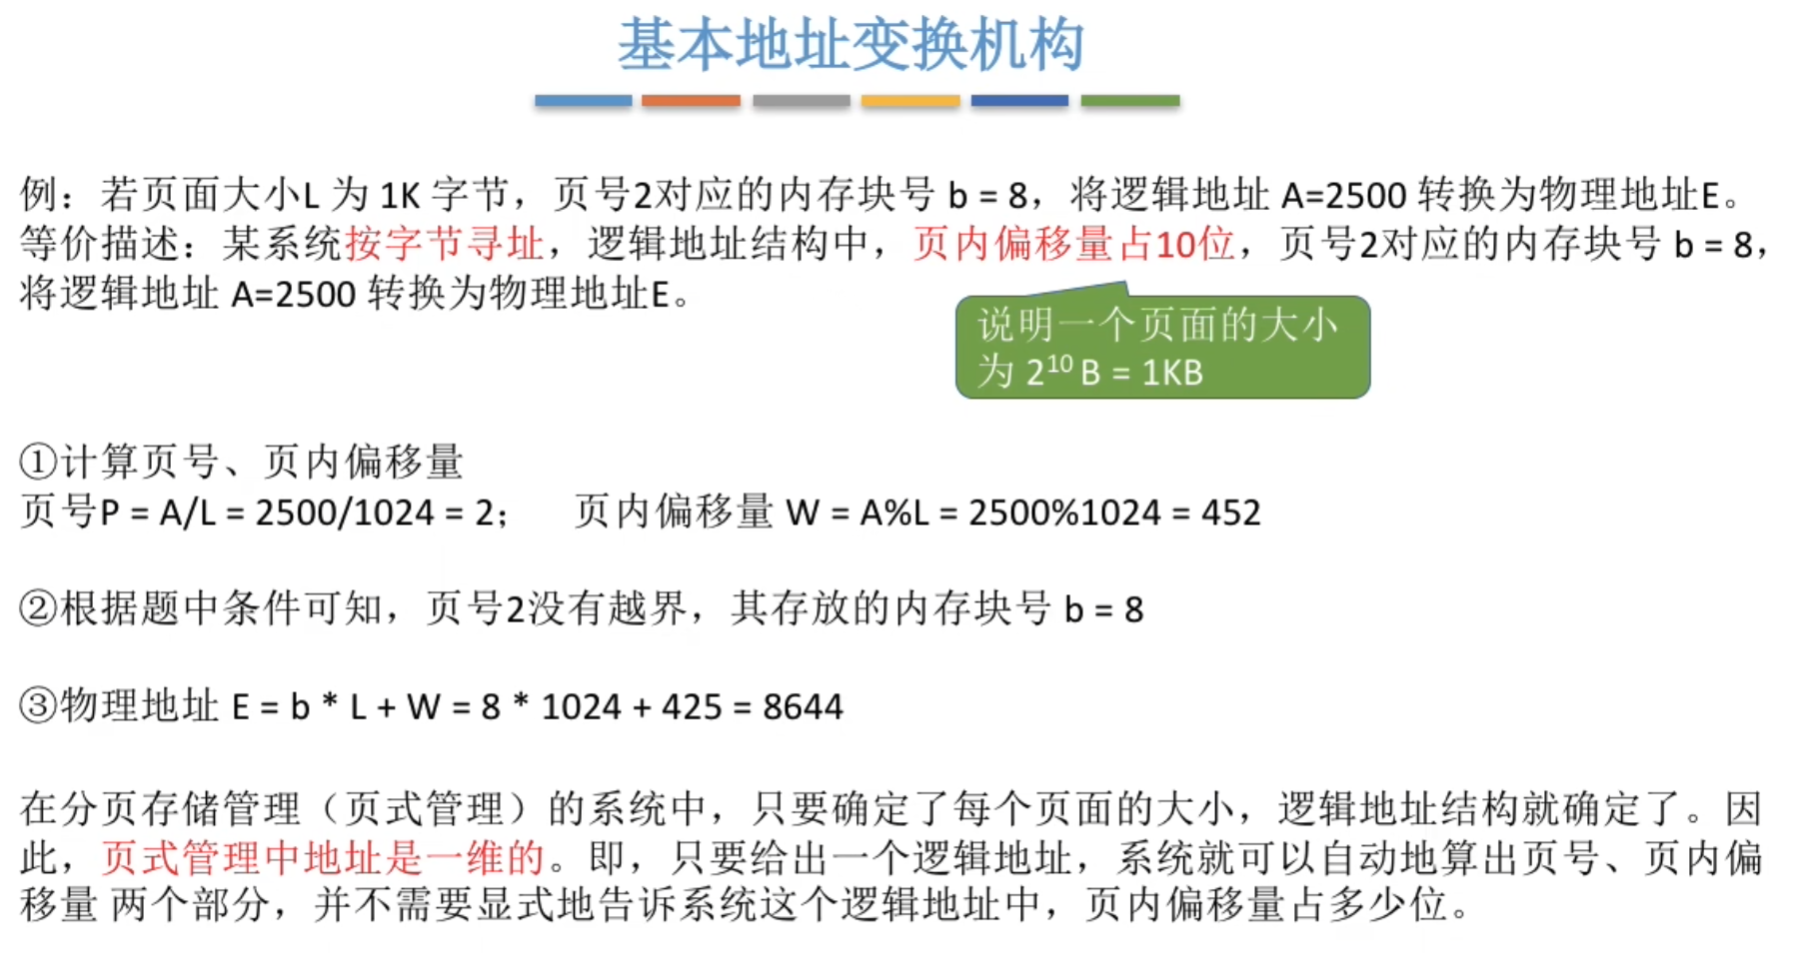 基本地址变换机构
例：若页面大小L 为 1K 字节，页号2对应的内存块号 b = 8，将逻辑地址 A=2500 转换为物理地址E。
等价描述：某系统按字节寻址，逻辑地址结构中，页内偏移量占10位，页号2对应的内存块号 b = 8，
将逻辑地址 A=2500 转换为物理地址E。
说明一个页面的大小
为 2¹⁰ B = 1KB
①计算页号、页内偏移量
页号P = A/L = 2500/1024 = 2； 页内偏移量 W = A%L = 2500%1024 = 452
②根据题中条件可知，页号2没有越界，其存放的内存块号 b = 8
③物理地址 E = b * L + W = 8 * 1024 + 425 = 8644
在分页存储管理（页式管理）的系统中，只要确定了每个页面的大小，逻辑地址结构就确定了。因
此，页式管理中地址是一维的。即，只要给出一个逻辑地址，系统就可以自动地算出页号、页内偏
移量 两个部分，并不需要显式地告诉系统这个逻辑地址中，页内偏移量占多少位。